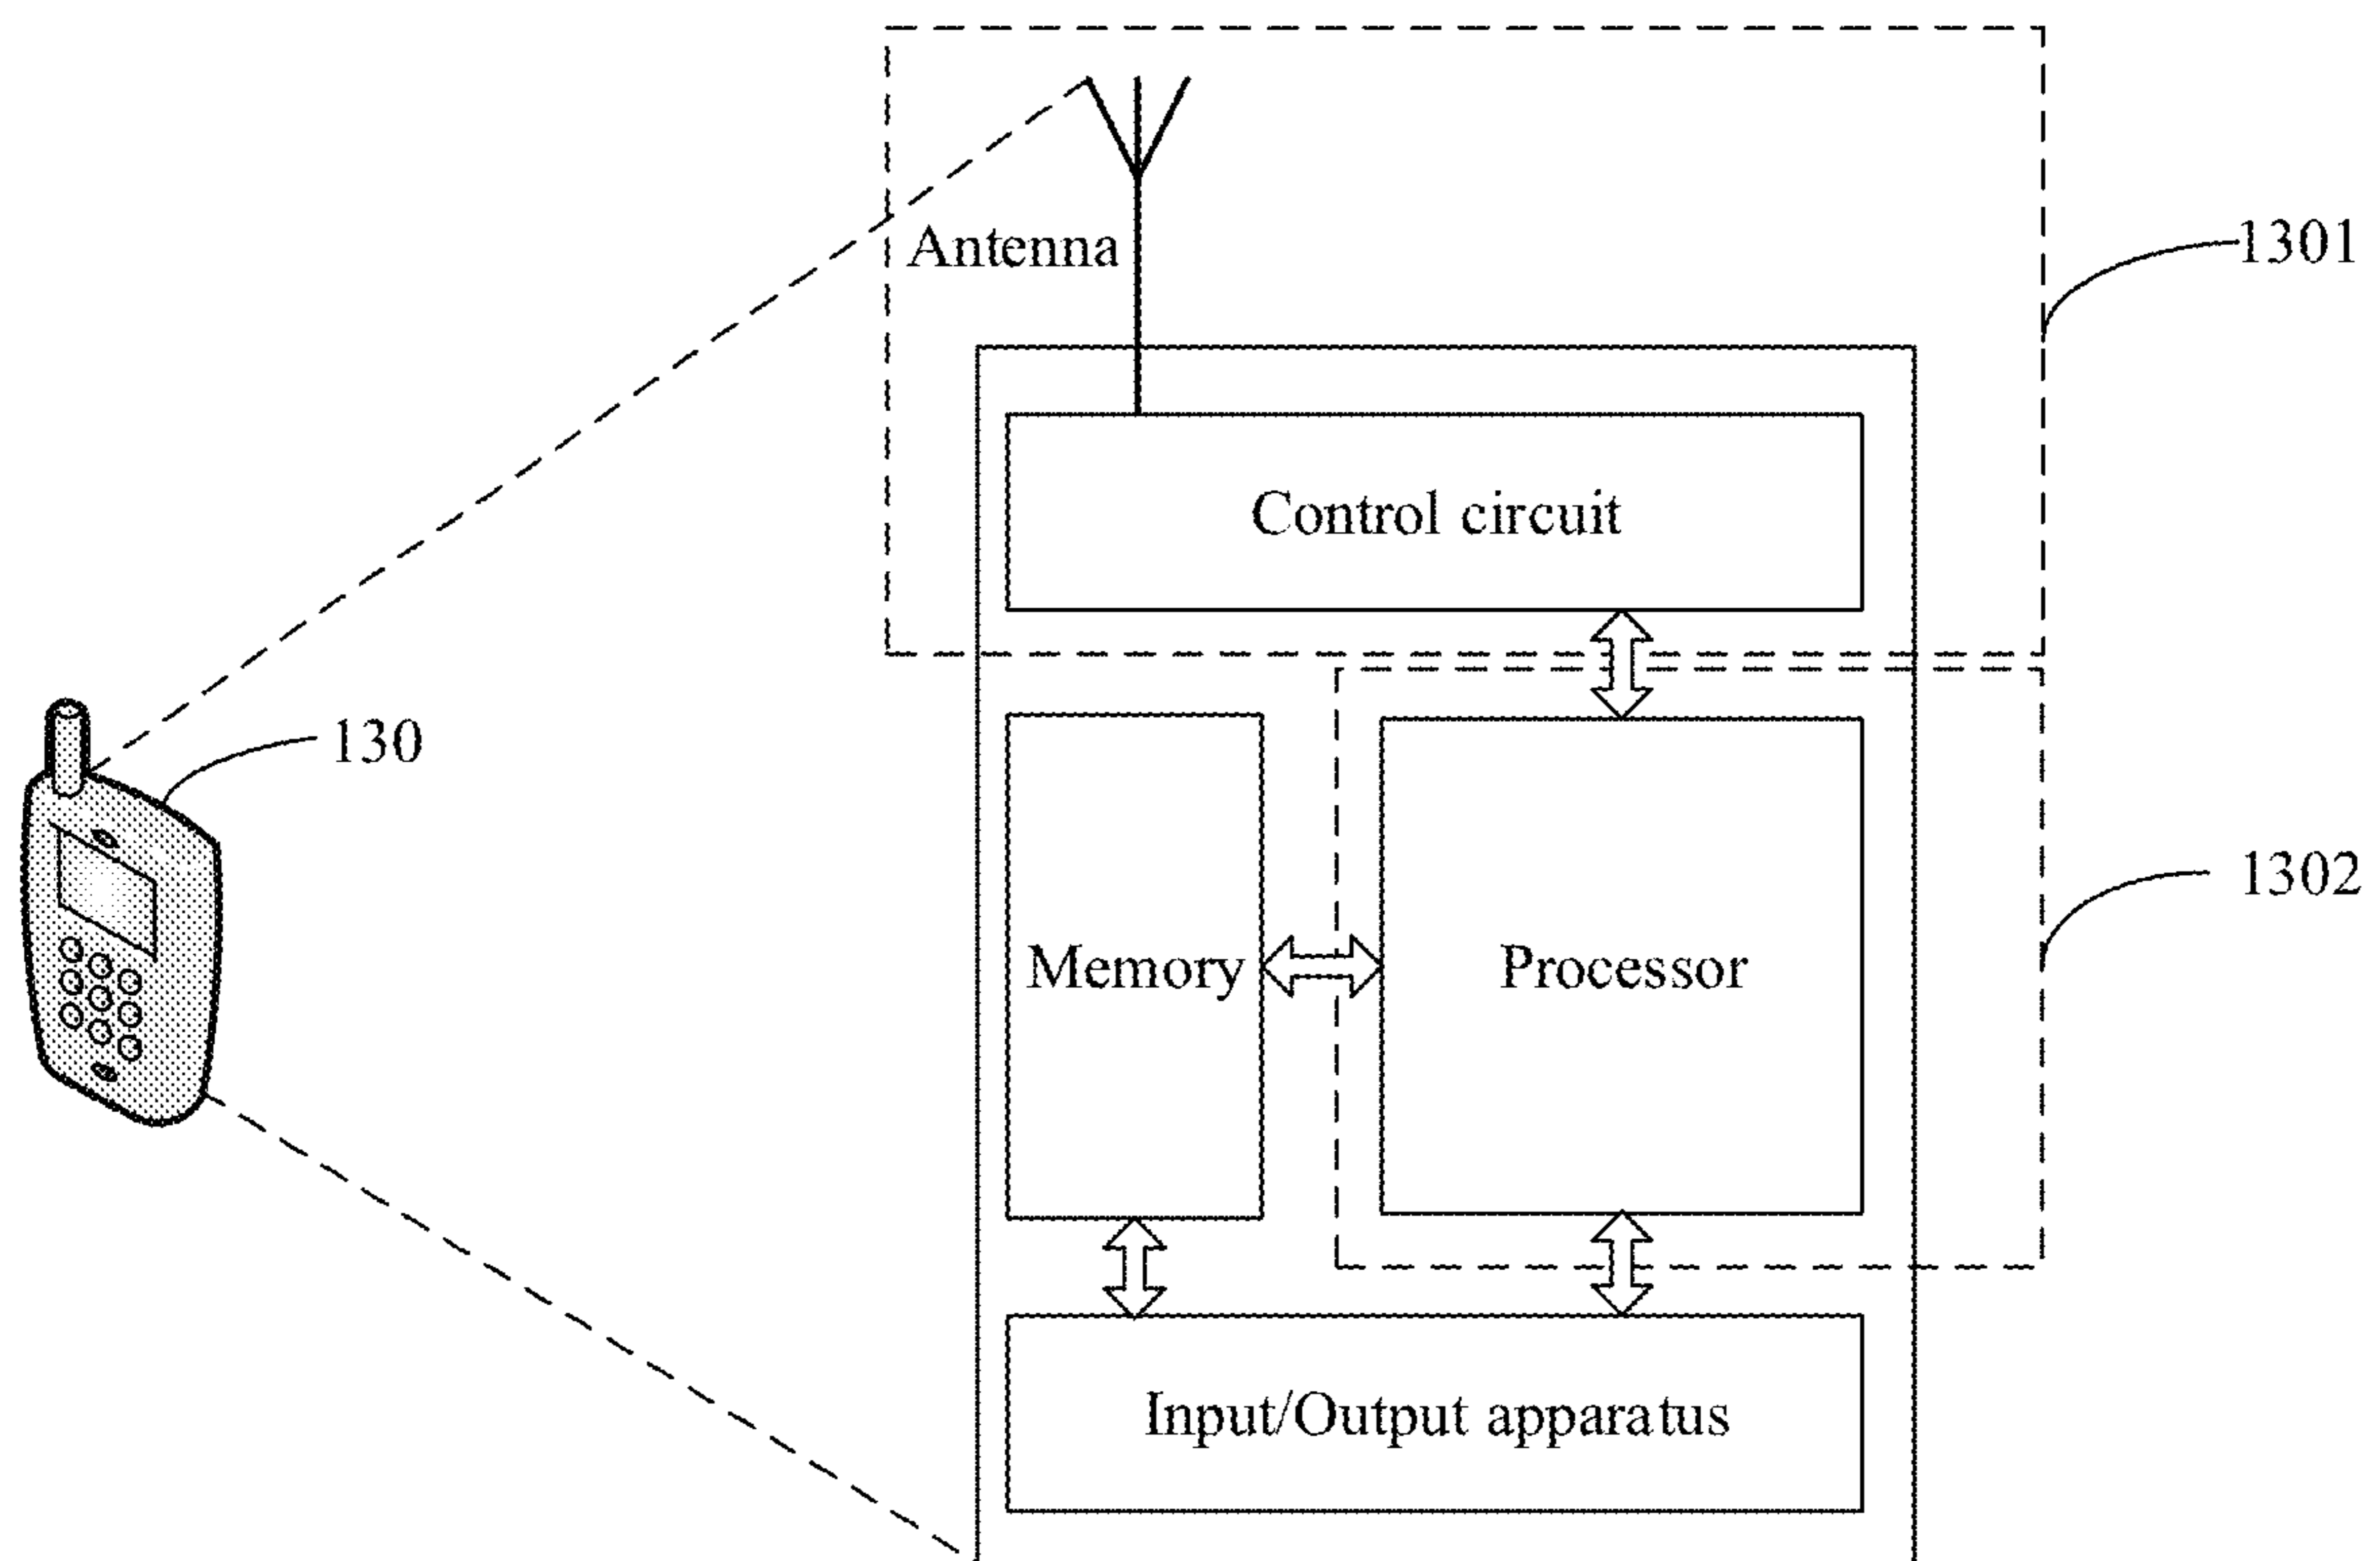 Antenna
1301
Control circuit
130
1302
Memory
Processor
Input/Output apparatus